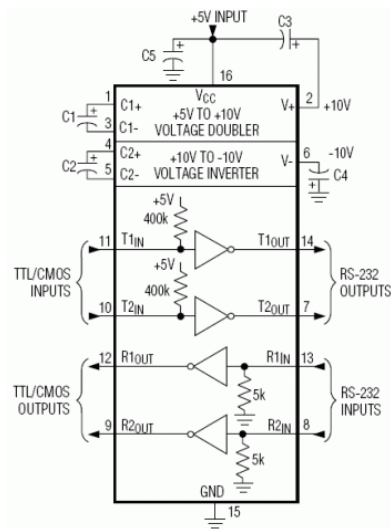 +5V INPUT
C3
C5
+
+
16
1
2
C1+
VCC
V+
+10V
C1
+
3
C1-
+5V TO +10V
VOLTAGE DOUBLER
4
C2+
+10V TO -10V
VOLTAGE INVERTER
V-
6
-10V
C2
+
5
C2-
C4
+
+5V
400k
11
T1IN
T1OUT
14
+5V
400k
TTL/CMOS
INPUTS
RS-232
OUTPUTS
10
T2IN
T2OUT
7
12
R1OUT
R1IN
13
5k
TTL/CMOS
OUTPUTS
RS-232
INPUTS
9
R2OUT
R2IN
8
5k
GND
15